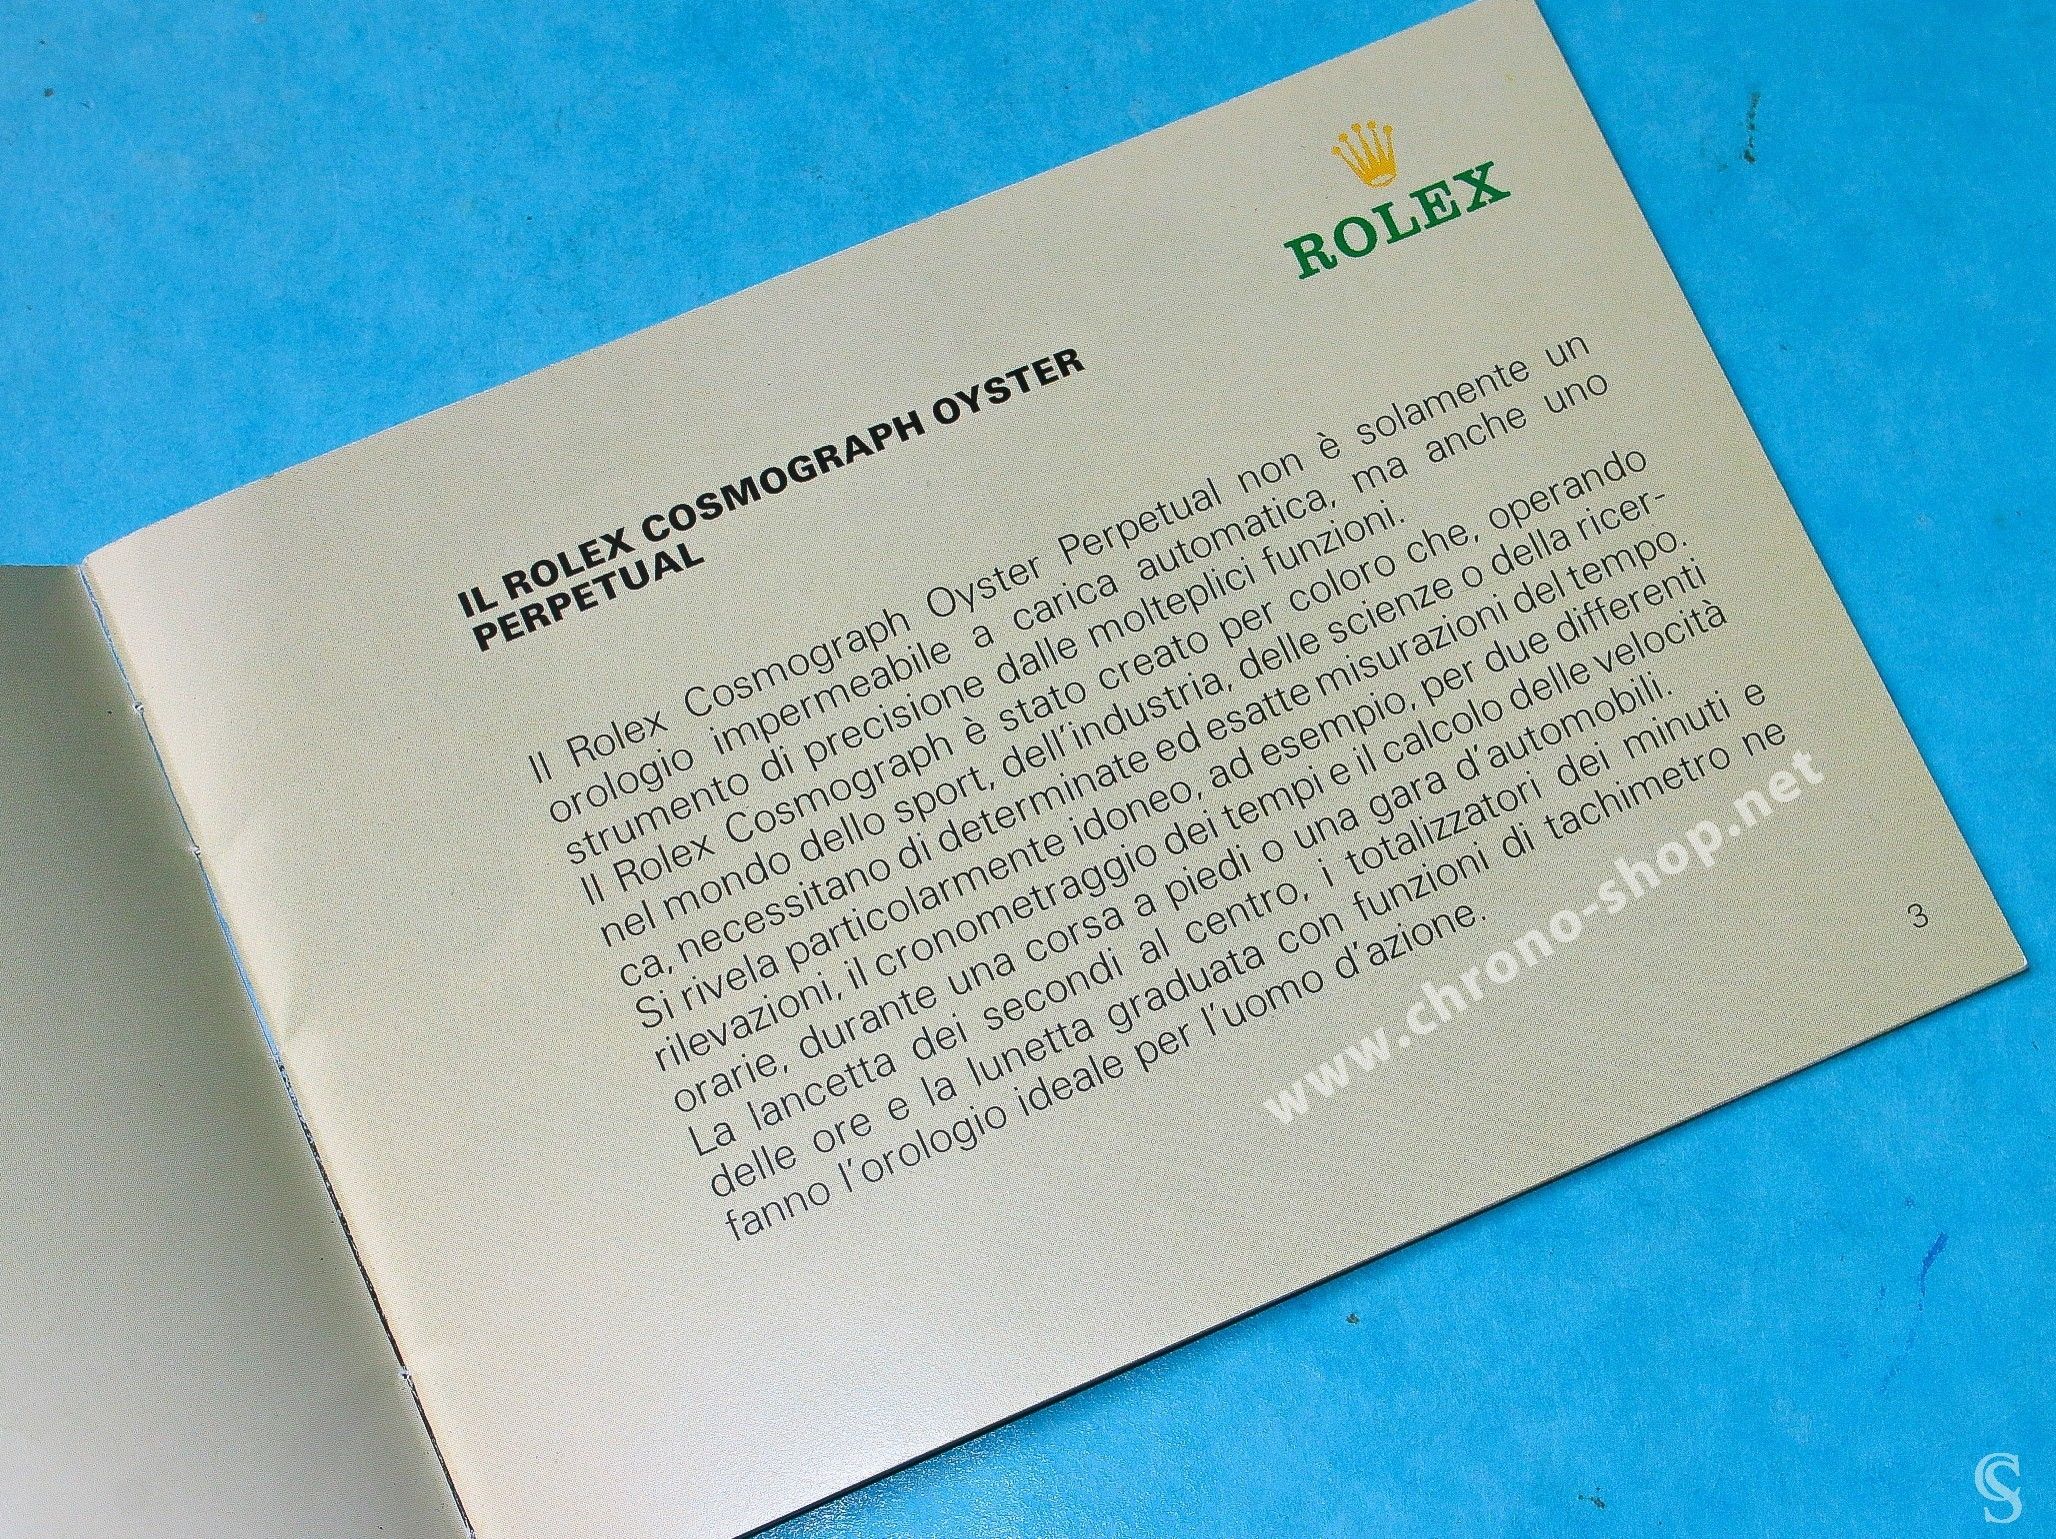 ROLEX
IL ROLEX COSMOGRAPH OYSTER
PERPETUAL
Il Rolex Cosmograph Oyster Perpetual non è solamente un
orologio impermeabile a carica automatica, ma anche uno
strumento di precisione dalle molteplici funzioni.
Il Rolex Cosmograph è stato creato per coloro che, operando
nel mondo dello sport, dell'industria, delle scienze o della ricer-
ca, necessitano di determinate ed esatte misurazioni del tempo.
Si rivela particolarmente idoneo, ad esempio, per due differenti
rilevazioni, il cronometraggio dei tempi e il calcolo delle velocità
orarie, durante una corsa a piedi o una gara d'automobili.
La lancetta dei secondi al centro, i totalizzatori dei minuti e
delle ore e la lunetta graduata con funzioni di tachimetro ne
fanno l'orologio ideale per l'uomo d'azione.
www.chrono-shop.net
3